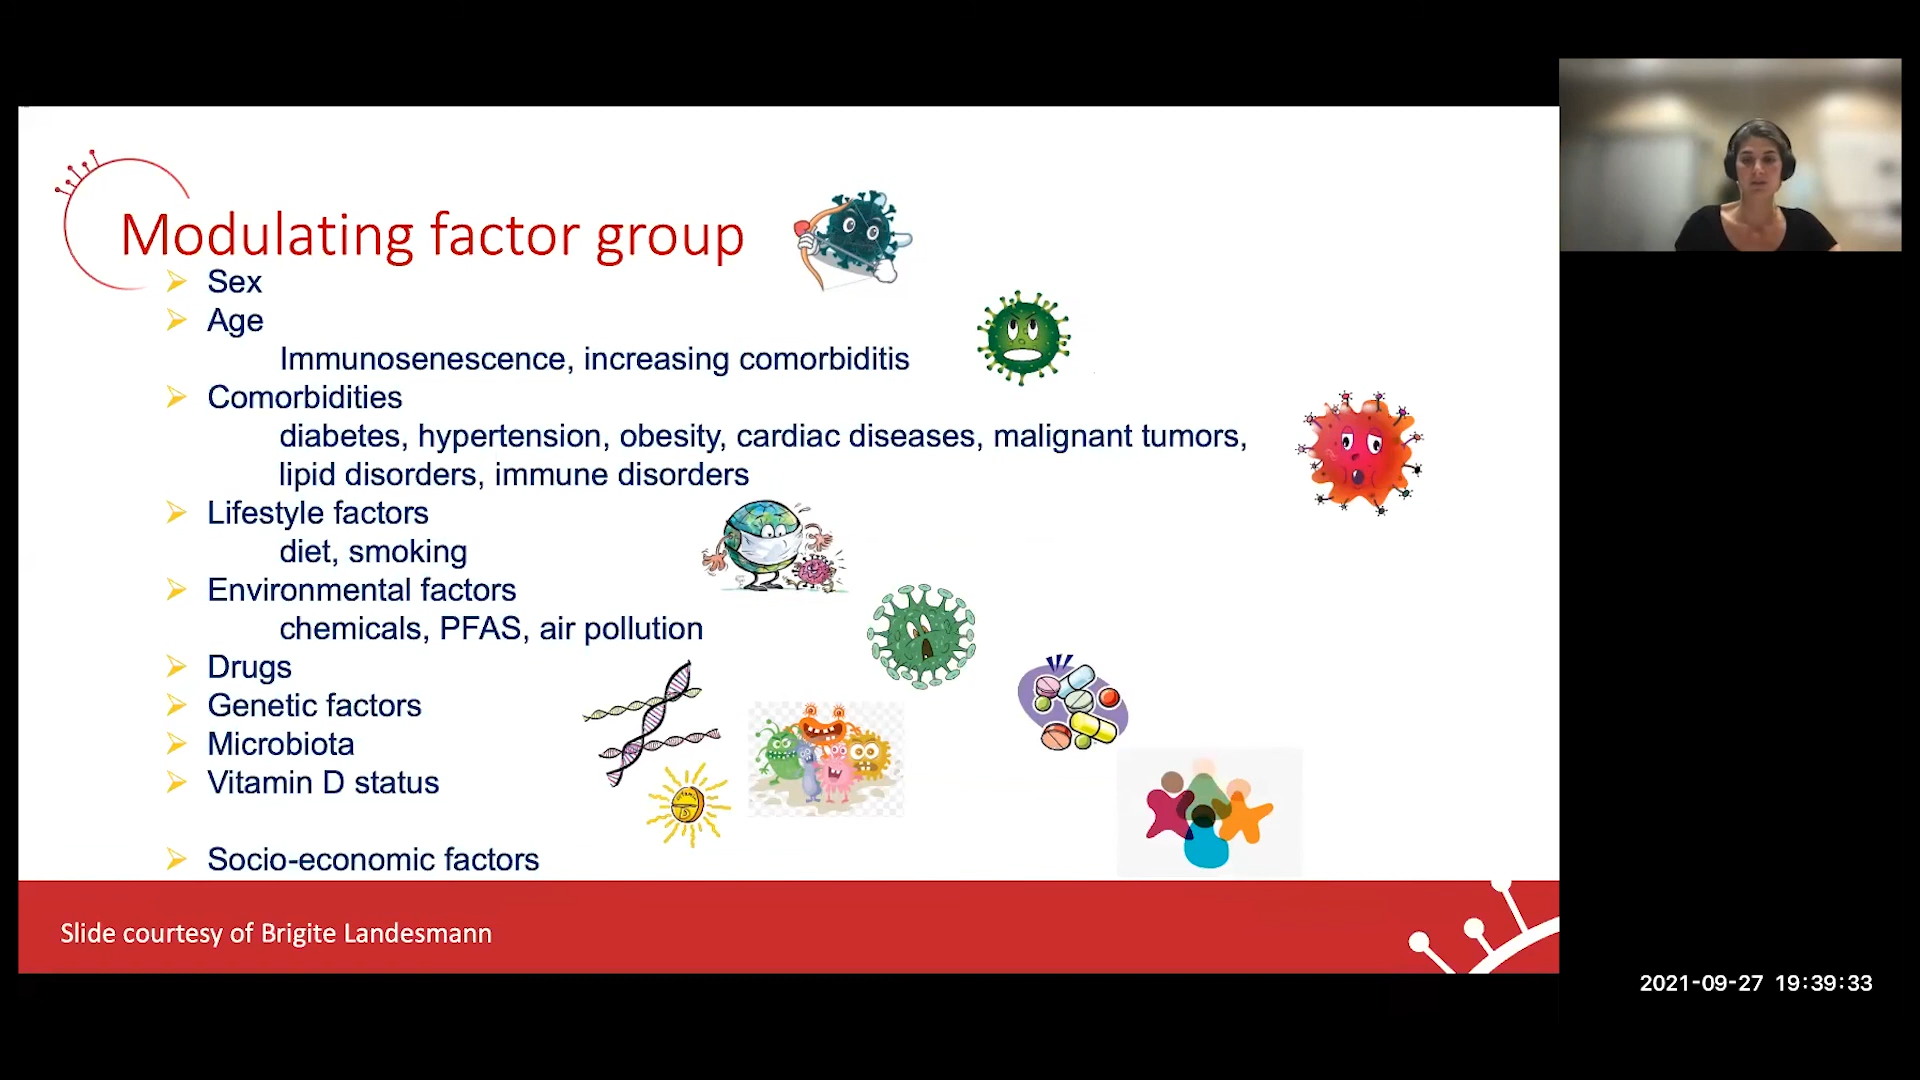 Modulating factor group
Sex
Age
Immunosenescence, increasing comorbiditis
Comorbidities
diabetes, hypertension, obesity, cardiac diseases, malignant tumors,
lipid disorders, immune disorders
Lifestyle factors
diet, smoking
Environmental factors
chemicals, PFAS, air pollution
Drugs
Genetic factors
Microbiota
Vitamin D status
Socio-economic factors
Slide courtesy of Brigite Landesmann
2021-09-27 19:39:33